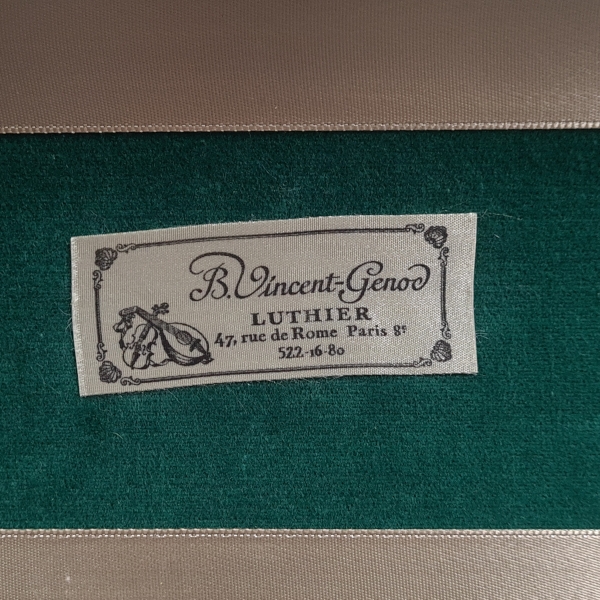 B. Vincent-Genod
LUTHIER
47, rue de Rome Paris 8e
522-16-80